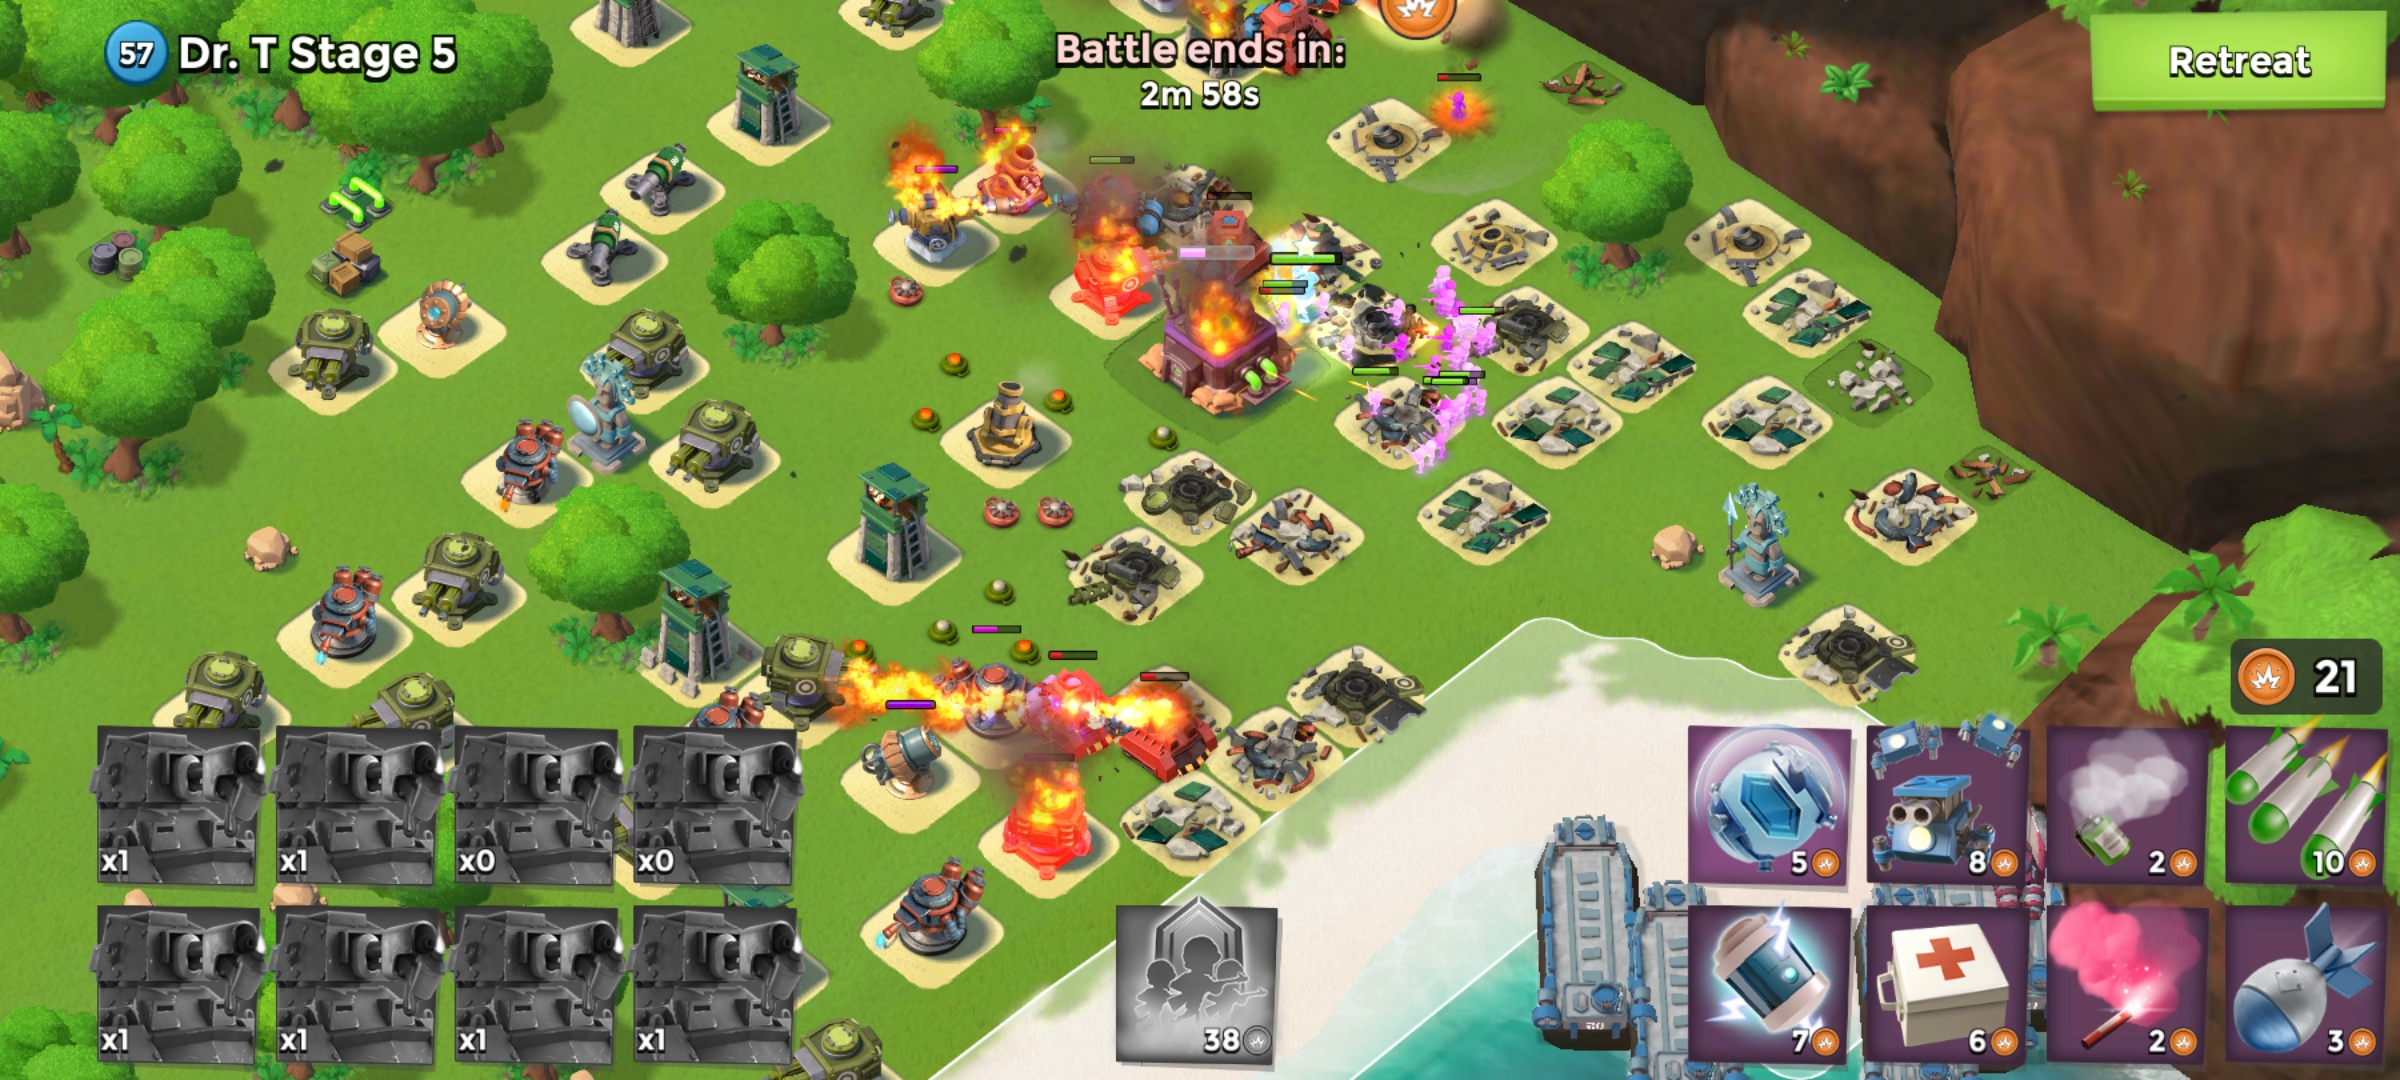 57 Dr. T Stage 5
Battle ends in:
2m 58s
Retreat
21
x1 x1 x0 x0
5 8 2 10
x1 x1 x1 x1
38
7 6 2 3